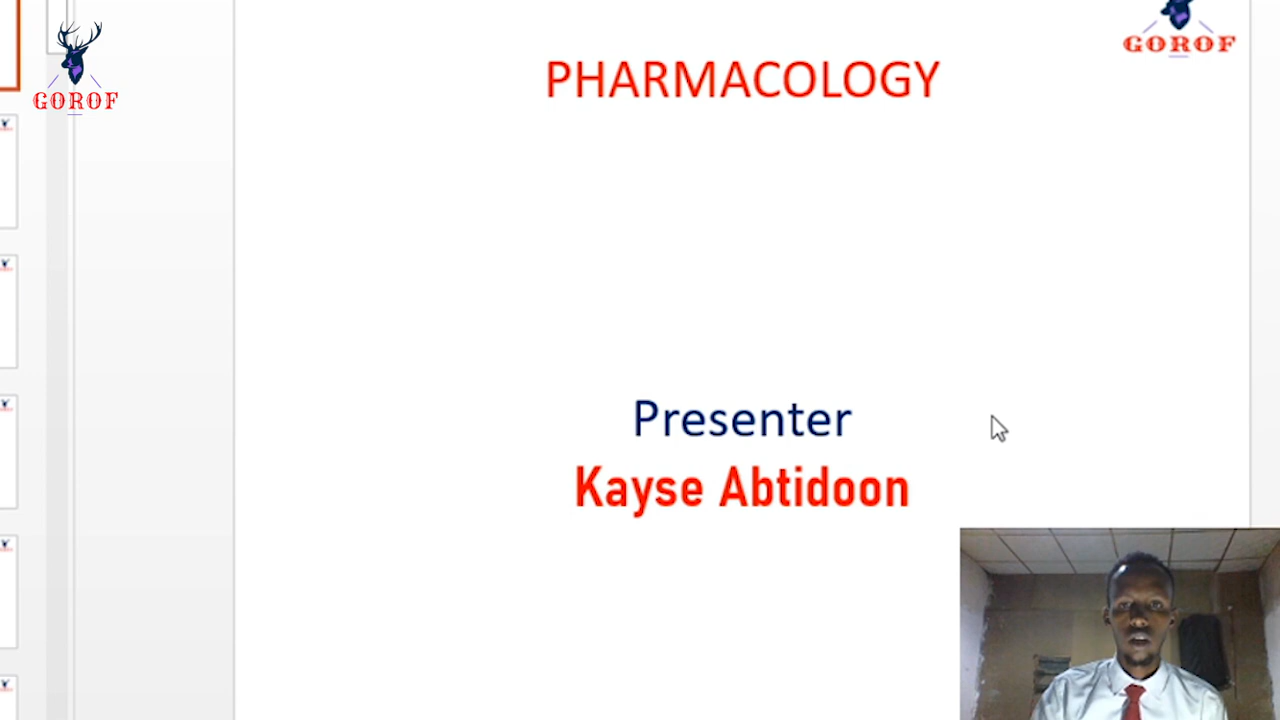 GOROF
GOROF
PHARMACOLOGY
Presenter
Kayse Abtidoon